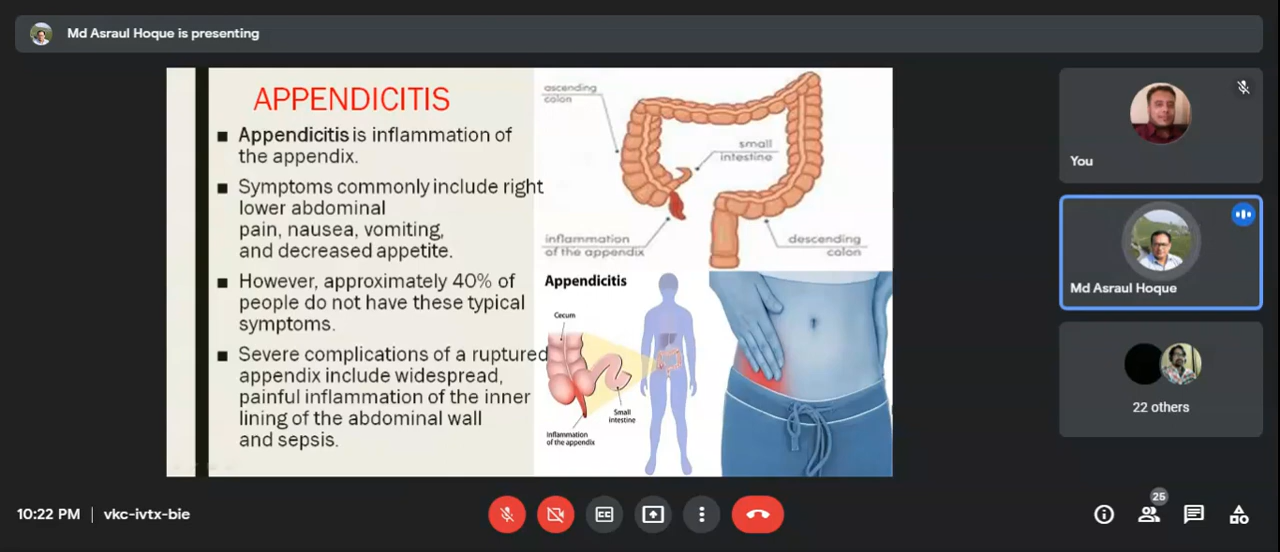 Md Asraul Hoque is presenting
APPENDICITIS
■ Appendicitis is inflammation of
the appendix.
■ Symptoms commonly include right
lower abdominal
pain, nausea, vomiting,
and decreased appetite.
■ However, approximately 40% of
people do not have these typical
symptoms.
■ Severe complications of a ruptured
appendix include widespread,
painful inflammation of the inner
lining of the abdominal wall
and sepsis.
ascending
colon
small
intestine
inflammation
of the appendix
descending
colon
Appendicitis
Cecum
Small
intestine
Inflammation
of the appendix
You
Md Asraul Hoque
22 others
10:22 PM | vkc-ivtx-bie
CC
25